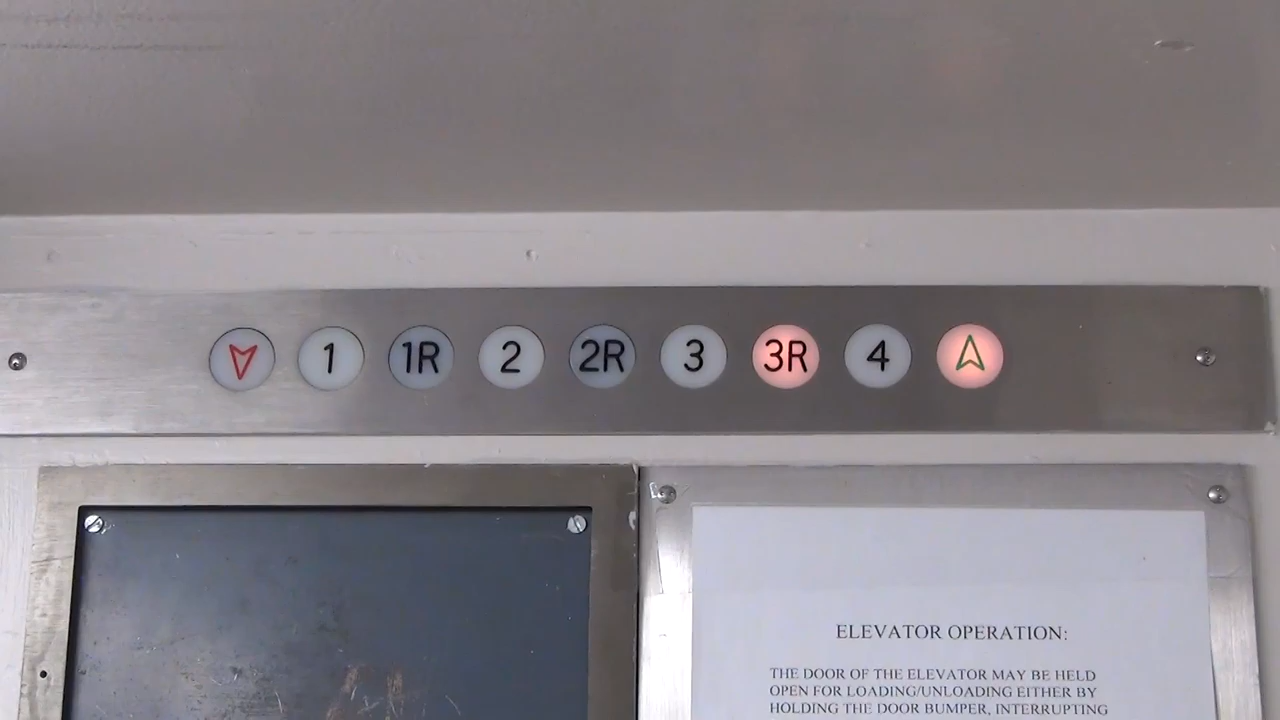 1 1R 2 2R 3 3R 4
ELEVATOR OPERATION:
THE DOOR OF THE ELEVATOR MAY BE HELD
OPEN FOR LOADING/UNLOADING EITHER BY
HOLDING THE DOOR BUMPER, INTERRUPTING